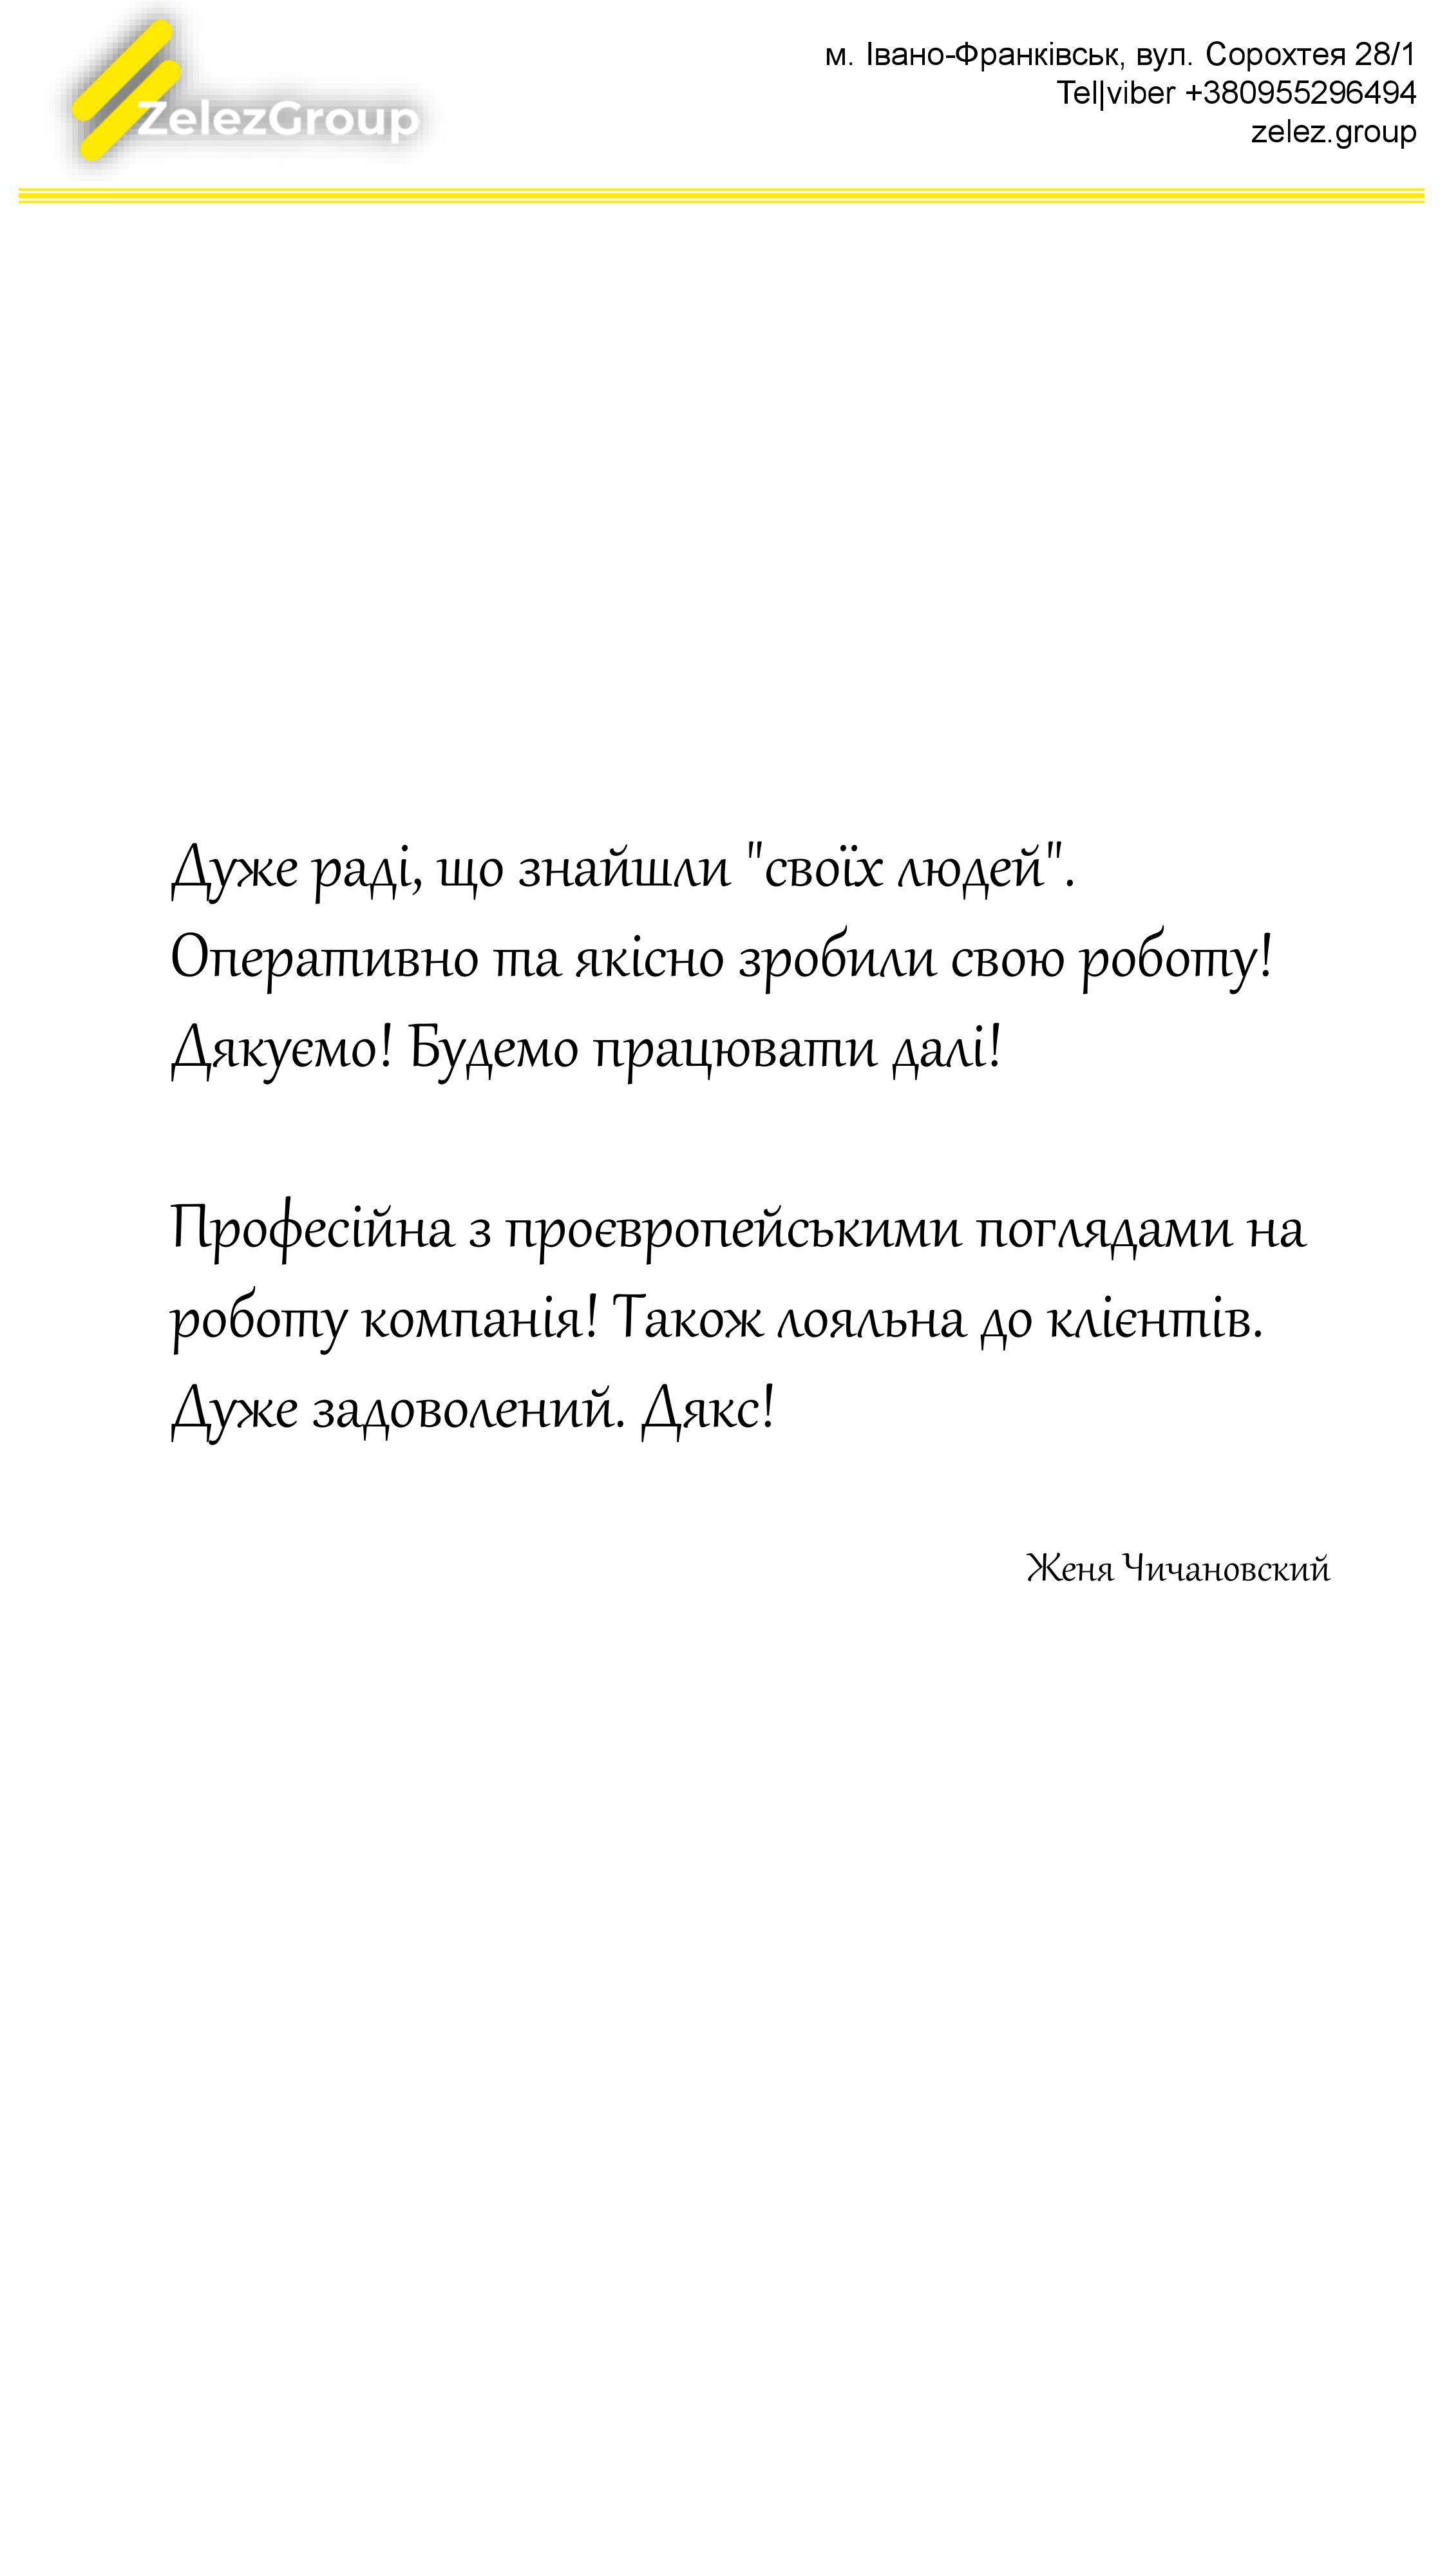 ZelezGroup
м. Івано-Франківськ, вул. Сорохтея 28/1
Tel|viber +380955296494
zelez.group
Дуже раді, що знайшли "своїх людей".
Оперативно та якісно зробили свою роботу!
Дякуємо! Будемо працювати далі!
Професійна з проєвропейськими поглядами на
роботу компанія! Також лояльна до клієнтів.
Дуже задоволений. Дякс!
Женя Чичановский